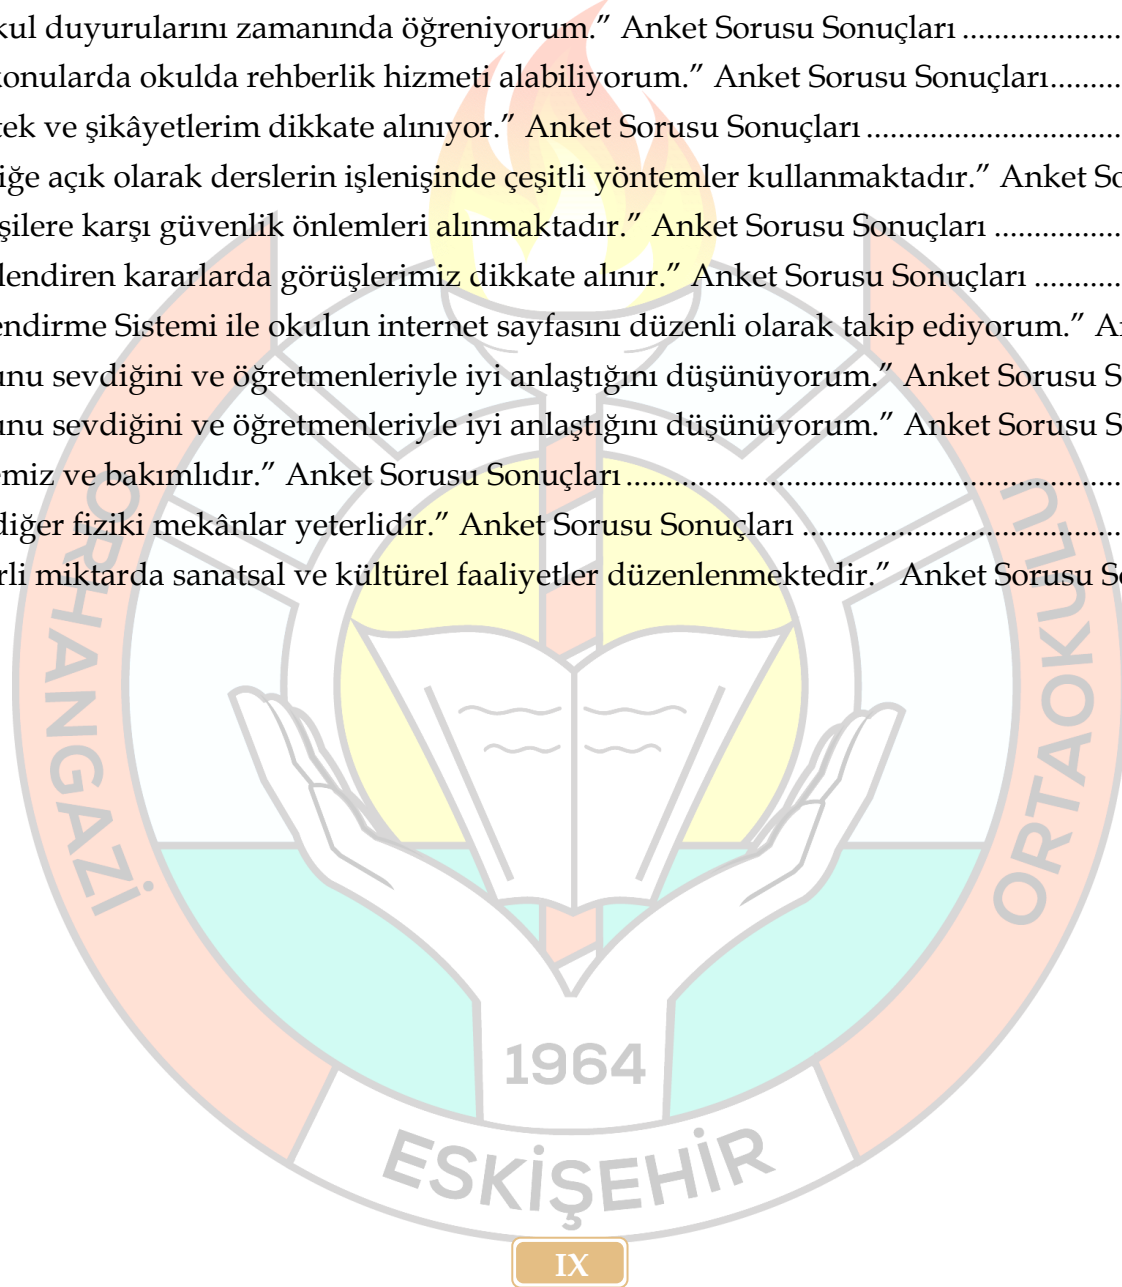 kul duyurularını zamanında öğreniyorum.” Anket Sorusu Sonuçları ....................
konularda okulda rehberlik hizmeti alabiliyorum.” Anket Sorusu Sonuçları.........
tek ve şikâyetlerim dikkate alınıyor.” Anket Sorusu Sonuçları ................................
iğe açık olarak derslerin işlenişinde çeşitli yöntemler kullanmaktadır.” Anket So
şilere karşı güvenlik önlemleri alınmaktadır.” Anket Sorusu Sonuçları ................
lendiren kararlarda görüşlerimiz dikkate alınır.” Anket Sorusu Sonuçları ...........
endirme Sistemi ile okulun internet sayfasını düzenli olarak takip ediyorum.” An
unu sevdiğini ve öğretmenleriyle iyi anlaştığını düşünüyorum.” Anket Sorusu S
unu sevdiğini ve öğretmenleriyle iyi anlaştığını düşünüyorum.” Anket Sorusu S
emiz ve bakımlıdır.” Anket Sorusu Sonuçları ..............................................................
diğer fiziki mekânlar yeterlidir.” Anket Sorusu Sonuçları ........................................
rli miktarda sanatsal ve kültürel faaliyetler düzenlenmektedir.” Anket Sorusu So
ORHANGAZİ
ORTAOKULU
1964
ESKİŞEHİR
IX